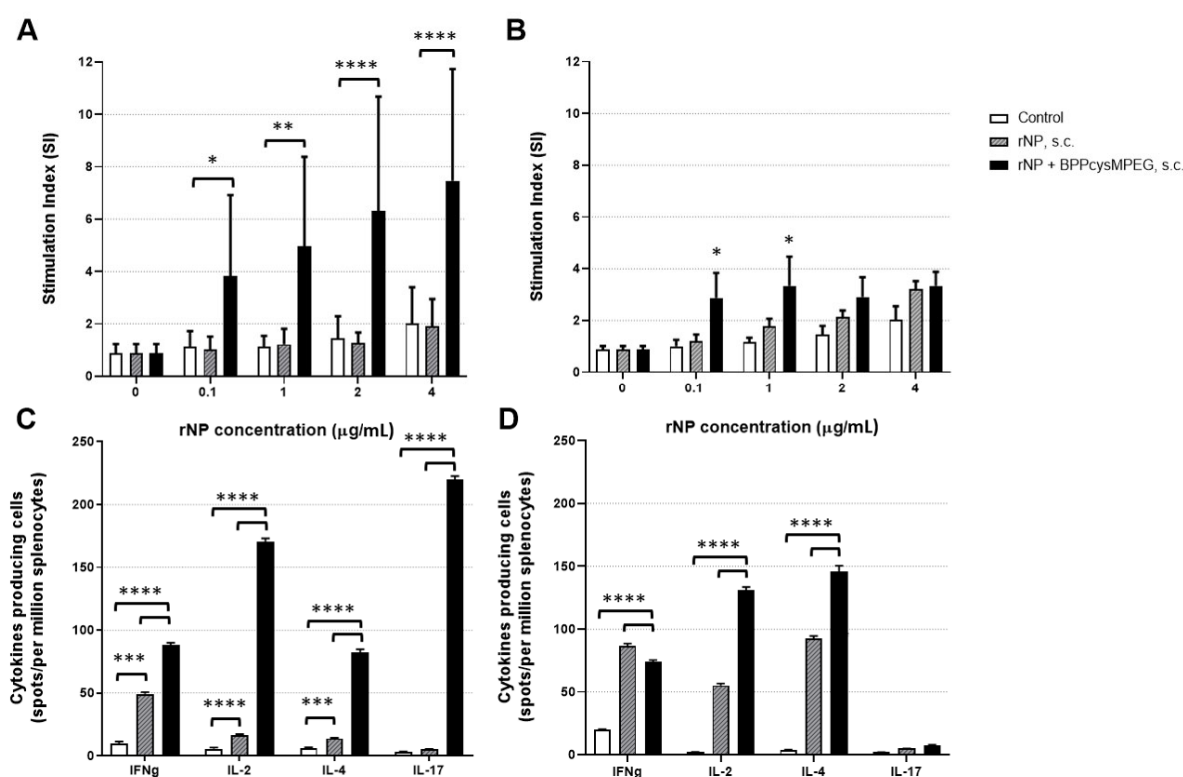 A
B
Stimulation Index (SI)
12
10
8
6
4
2
0
*
**
****
****
0
0.1
1
2
4
rNP concentration (μg/mL)
Stimulation Index (SI)
12
10
8
6
4
2
0
*
*
0
0.1
1
2
4
rNP concentration (μg/mL)
Control
rNP, s.c.
rNP + BPPcysMPEG, s.c.
C
Cytokines producing cells
(spots/per million splenocytes)
250
200
150
100
50
0
****
***
****
****
****
***
****
IFNg
IL-2
IL-4
IL-17
D
Cytokines producing cells
(spots/per million splenocytes)
250
200
150
100
50
0
****
****
****
IFNg
IL-2
IL-4
IL-17